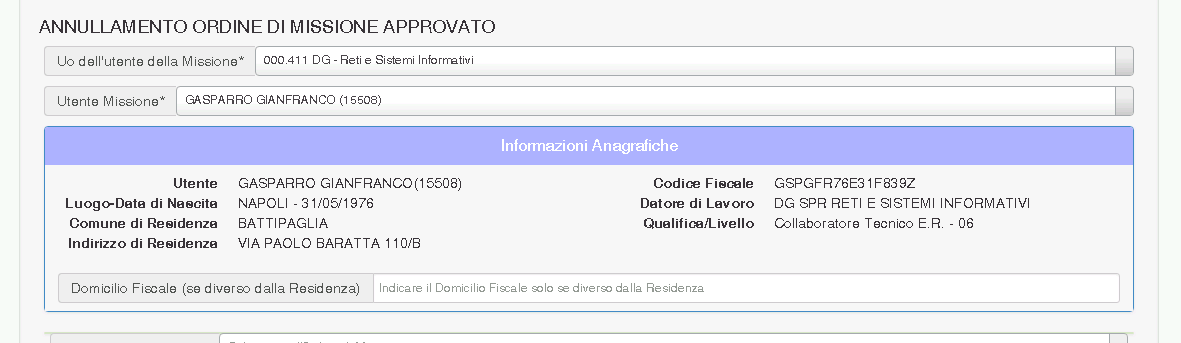 ANNULLAMENTO ORDINE DI MISSIONE APPROVATO
Uo dell'utente della Missione* 000.411 DG - Reti e Sistemi Informativi
Utente Missione* GASPARRO GIANFRANCO (15508)
Informazioni Anagrafiche
Utente GASPARRO GIANFRANCO(15508) Codice Fiscale GSPGFR76E31F839Z
Luogo-Data di Nascita NAPOLI - 31/05/1976 Datore di Lavoro DG SPR RETI E SISTEMI INFORMATIVI
Comune di Residenza BATTIPAGLIA Qualifica/Livello Collaboratore Tecnico E.R. - 06
Indirizzo di Residenza VIA PAOLO BARATTA 110/B
Domicilio Fiscale (se diverso dalla Residenza) Indicare il Domicilio Fiscale solo se diverso dalla Residenza